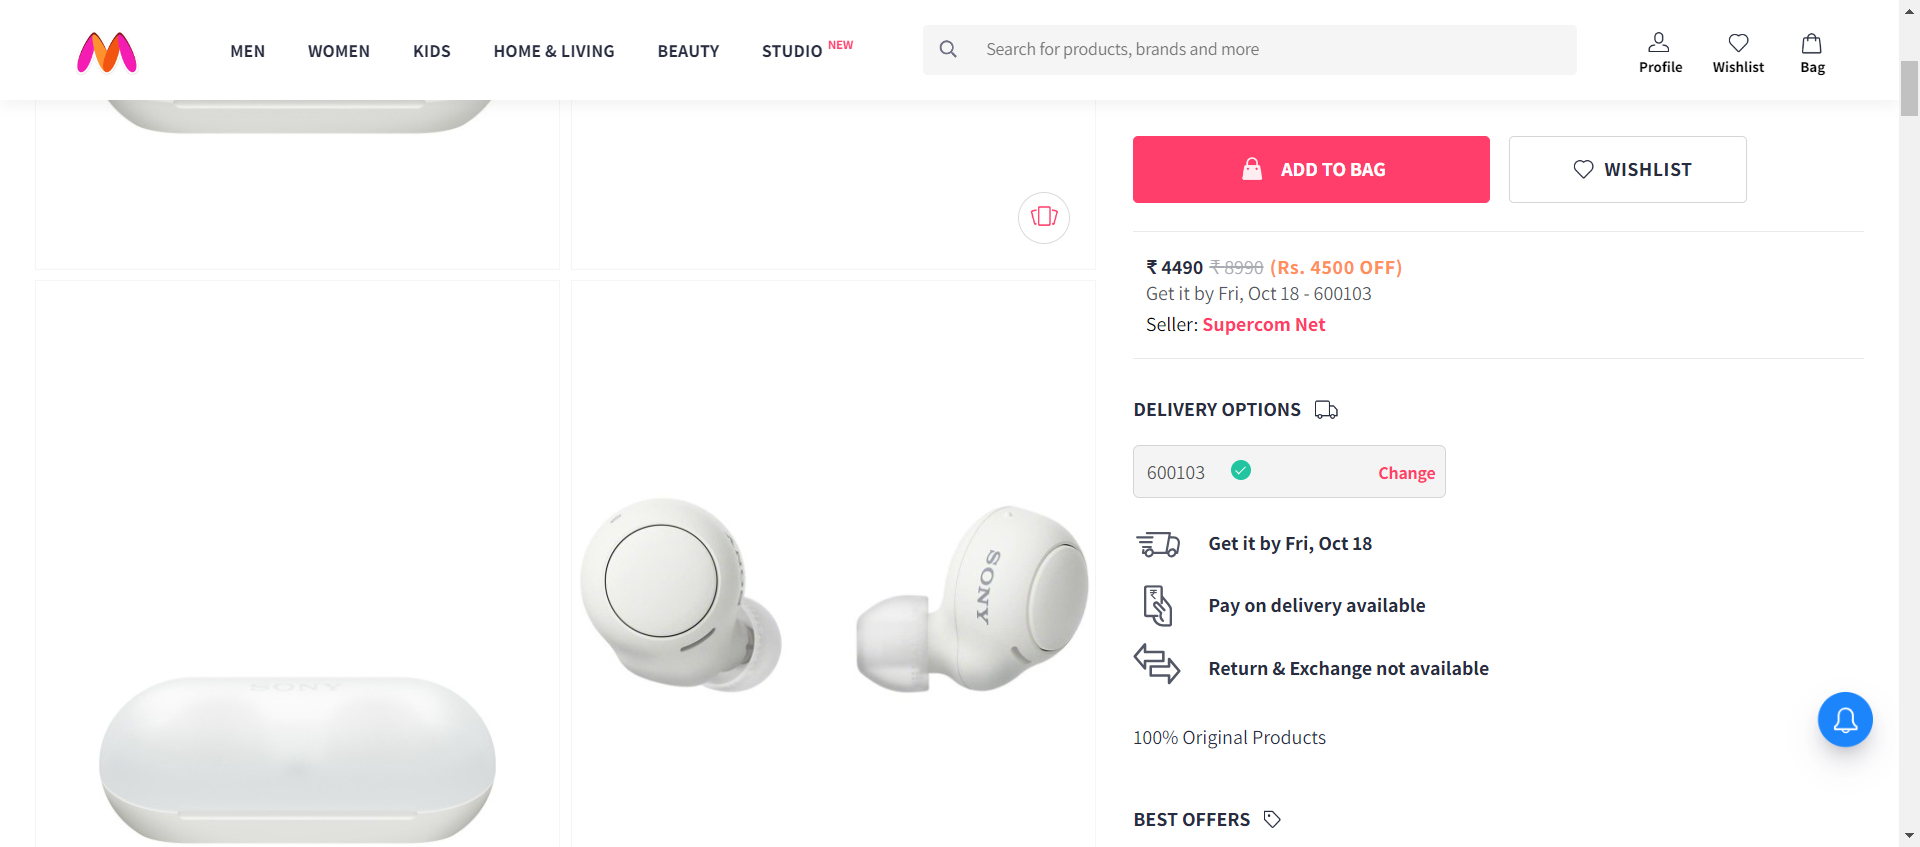 MEN WOMEN KIDS HOME & LIVING BEAUTY STUDIO NEW Search for products, brands and more Profile Wishlist Bag
ADD TO BAG WISHLIST
₹ 4490 ₹ 8990 (Rs. 4500 OFF)
Get it by Fri, Oct 18 - 600103
Seller: Supercom Net
DELIVERY OPTIONS
600103 Change
Get it by Fri, Oct 18
Pay on delivery available
Return & Exchange not available
100% Original Products
BEST OFFERS
SONY
SONY